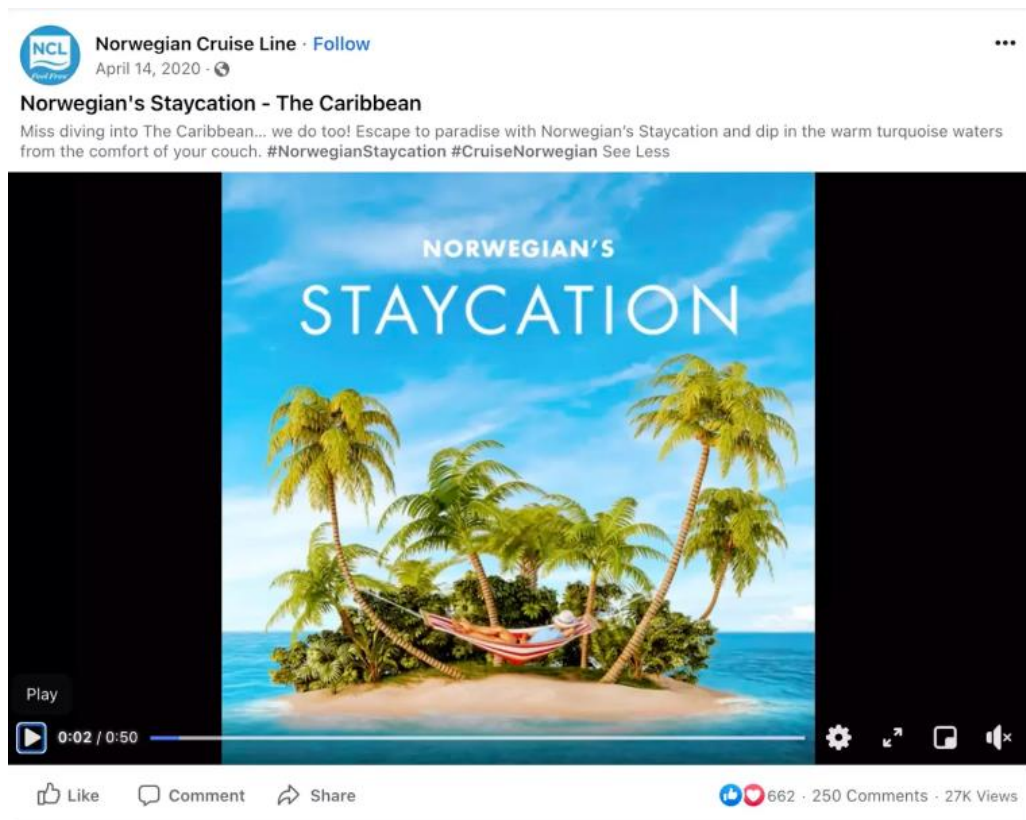 NCL
Feel Free
Norwegian Cruise Line · Follow
April 14, 2020 ·
Norwegian's Staycation - The Caribbean
Miss diving into The Caribbean... we do too! Escape to paradise with Norwegian's Staycation and dip in the warm turquoise waters
from the comfort of your couch. #NorwegianStaycation #CruiseNorwegian See Less
NORWEGIAN'S
STAYCATION
Play
0:02 / 0:50
Like Comment Share 662 · 250 Comments · 27K Views